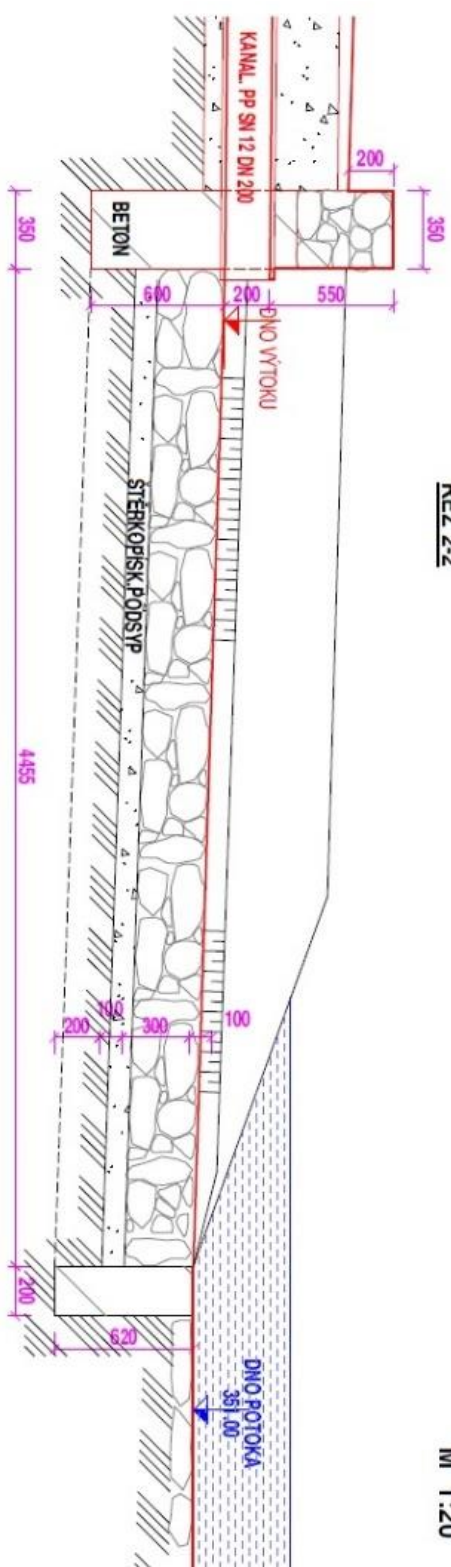 ŘEZ 2-2
M 1:20
KANAL. PP SN 12 DN 200
200
350
350
BETON
600
200
550
DNO VÝTOKU
ŠTĚRKOPÍSK.PODSYP
4455
200
100
300
100
200
620
DNO POTOKA
351.00